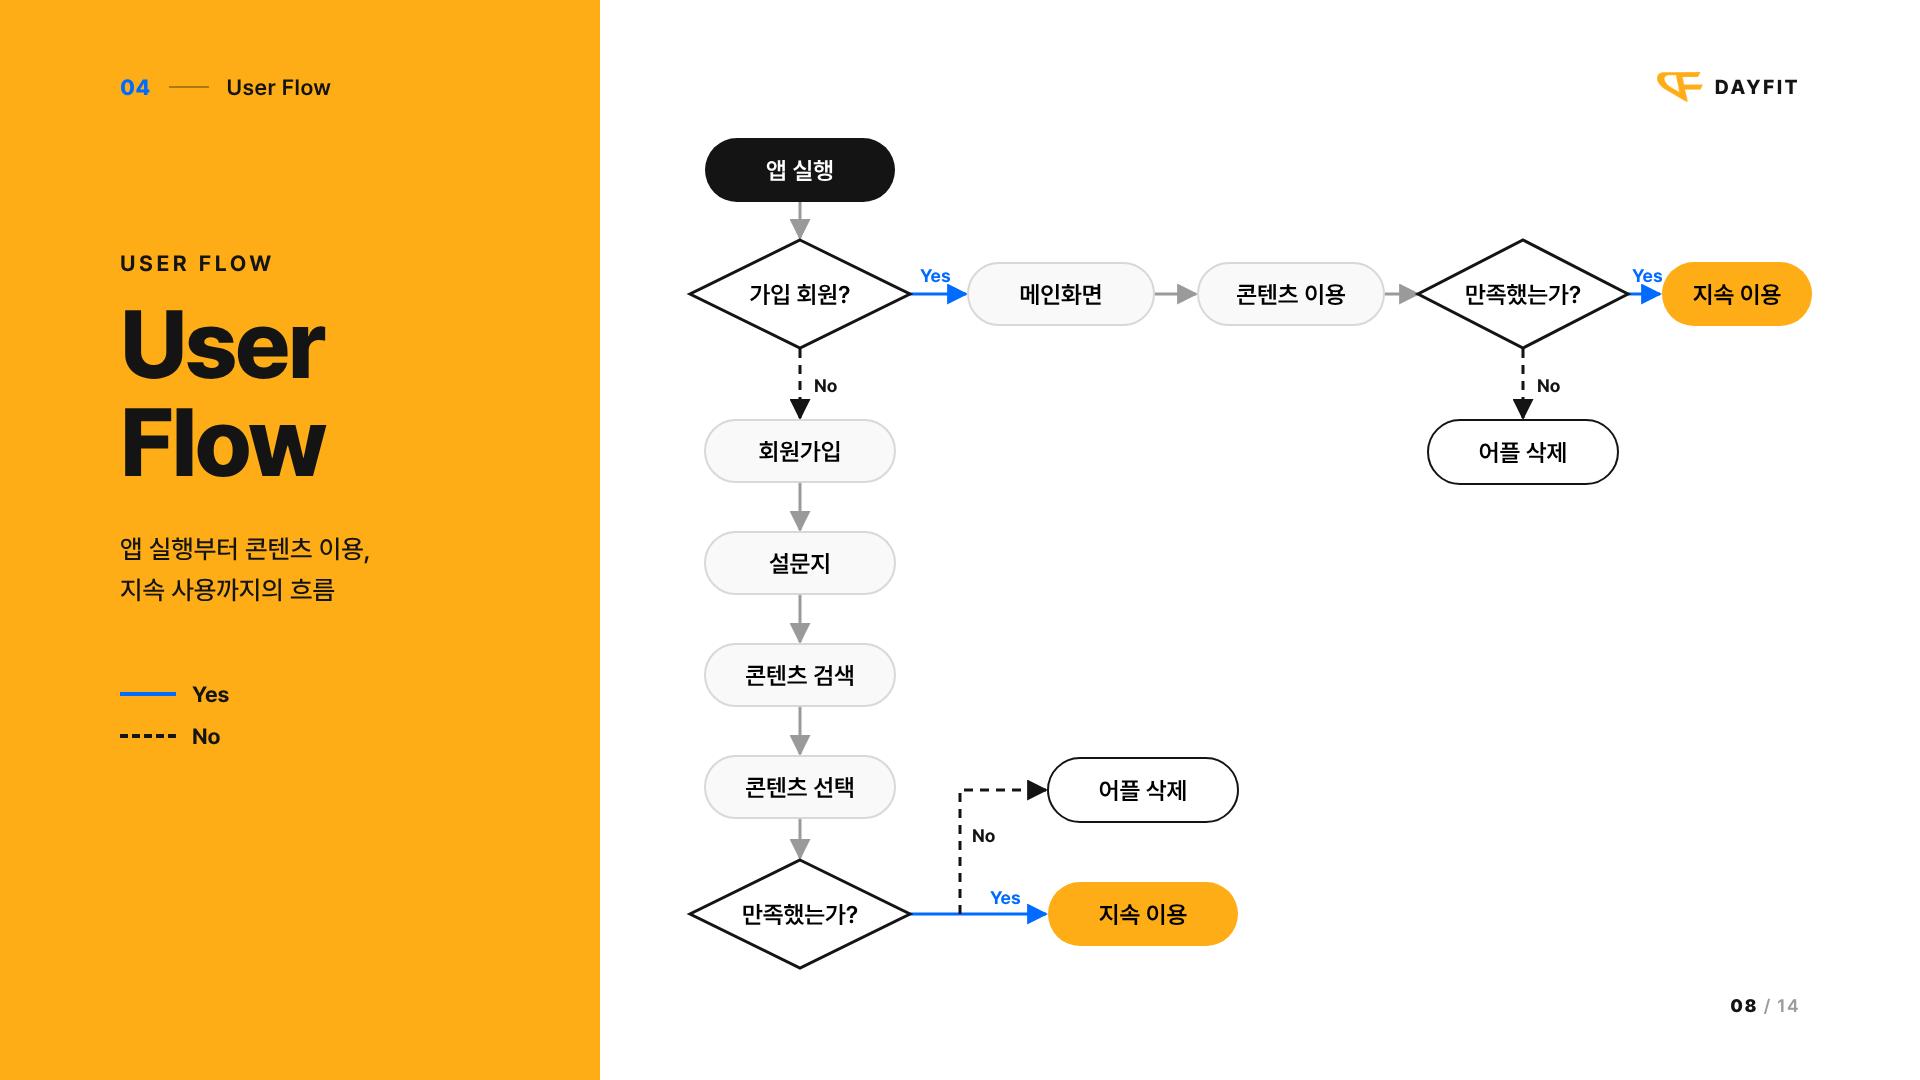 04 User Flow
DAYFIT
USER FLOW
User
Flow
앱 실행부터 콘텐츠 이용,
지속 사용까지의 흐름
Yes
No
앱 실행
가입 회원?
Yes
메인화면
콘텐츠 이용
만족했는가?
Yes
지속 이용
No
No
회원가입
어플 삭제
설문지
콘텐츠 검색
콘텐츠 선택
어플 삭제
No
만족했는가?
Yes
지속 이용
08 / 14